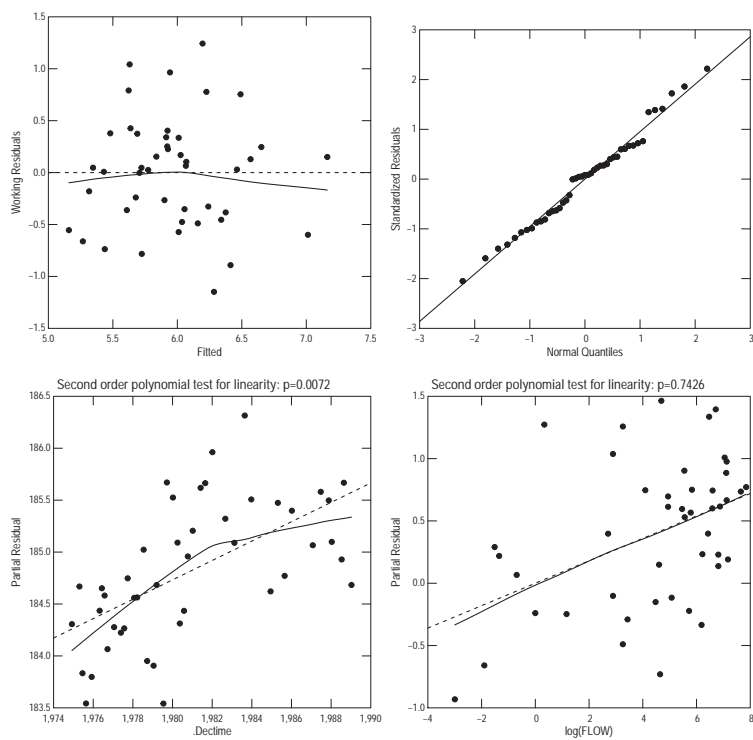 1.5
1.0
0.5
0.0
−0.5
−1.0
−1.5
Working Residuals
5.0 5.5 6.0 6.5 7.0 7.5
Fitted
3
2
1
0
−1
−2
−3
Standardized Residuals
−3 −2 −1 0 1 2 3
Normal Quantiles
Second order polynomial test for linearity: p=0.0072
186.5
186.0
185.5
185.0
184.5
184.0
183.5
Partial Residual
1,974 1,976 1,978 1,980 1,982 1,984 1,986 1,988 1,990
.Dectime
Second order polynomial test for linearity: p=0.7426
1.5
1.0
0.5
0.0
−0.5
−1.0
Partial Residual
−4 −2 0 2 4 6 8
log(FLOW)